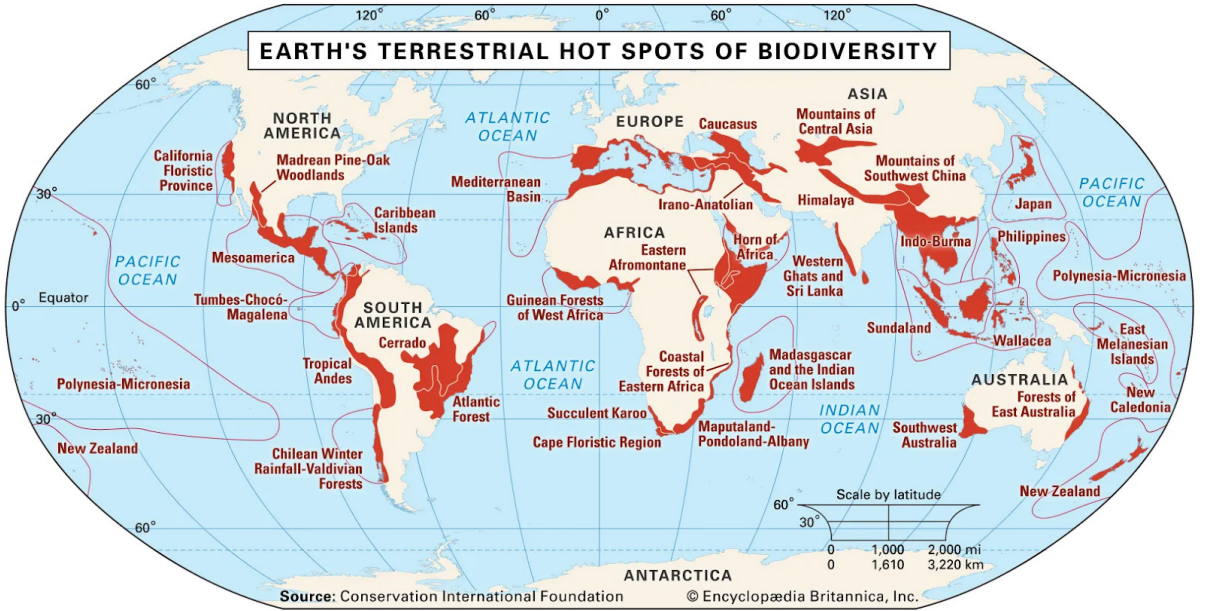 120°
60°
0°
60°
120°
EARTH'S TERRESTRIAL HOT SPOTS OF BIODIVERSITY
60°
ASIA
NORTH
AMERICA
ATLANTIC
OCEAN
EUROPE
Caucasus
Mountains of
Central Asia
California
Floristic
Province
Madrean Pine-Oak
Woodlands
Mountains of
Southwest China
Mediterranean
Basin
30°
Irano-Anatolian
Himalaya
Japan
PACIFIC
OCEAN
Caribbean
Islands
AFRICA
Eastern
Afromontane
Horn of
Africa
Indo-Burma
Philippines
Mesoamerica
PACIFIC
OCEAN
Western
Ghats and
Sri Lanka
Polynesia-Micronesia
0°
Equator
Tumbes-Chocó-
Magalena
SOUTH
AMERICA
Guinean Forests
of West Africa
Sundaland
Wallacea
East
Melanesian
Islands
Cerrado
Tropical
Andes
ATLANTIC
OCEAN
Coastal
Forests of
Eastern Africa
Madagascar
and the Indian
Ocean Islands
Polynesia-Micronesia
AUSTRALIA
Forests of
East Australia
New
Caledonia
Atlantic
Forest
Succulent Karoo
INDIAN
OCEAN
30°
Cape Floristic Region
Maputaland-
Pondoland-Albany
Southwest
Australia
New Zealand
Chilean Winter
Rainfall-Valdivian
Forests
New Zealand
Scale by latitude
60°
30°
60°
0
1,000
2,000 mi
0
1,610
3,220 km
ANTARCTICA
Source: Conservation International Foundation
© Encyclopædia Britannica, Inc.